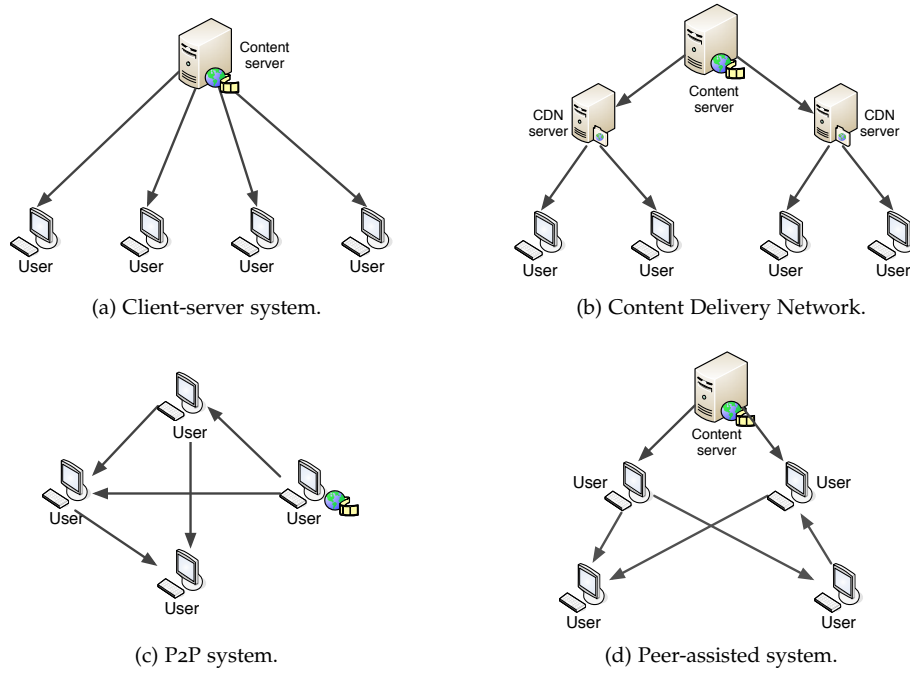 Content
server
User
User
User
User
(a) Client-server system.
Content
server
CDN
server
CDN
server
User
User
User
User
(b) Content Delivery Network.
User
User
User
User
(c) P2P system.
Content
server
User
User
User
User
(d) Peer-assisted system.